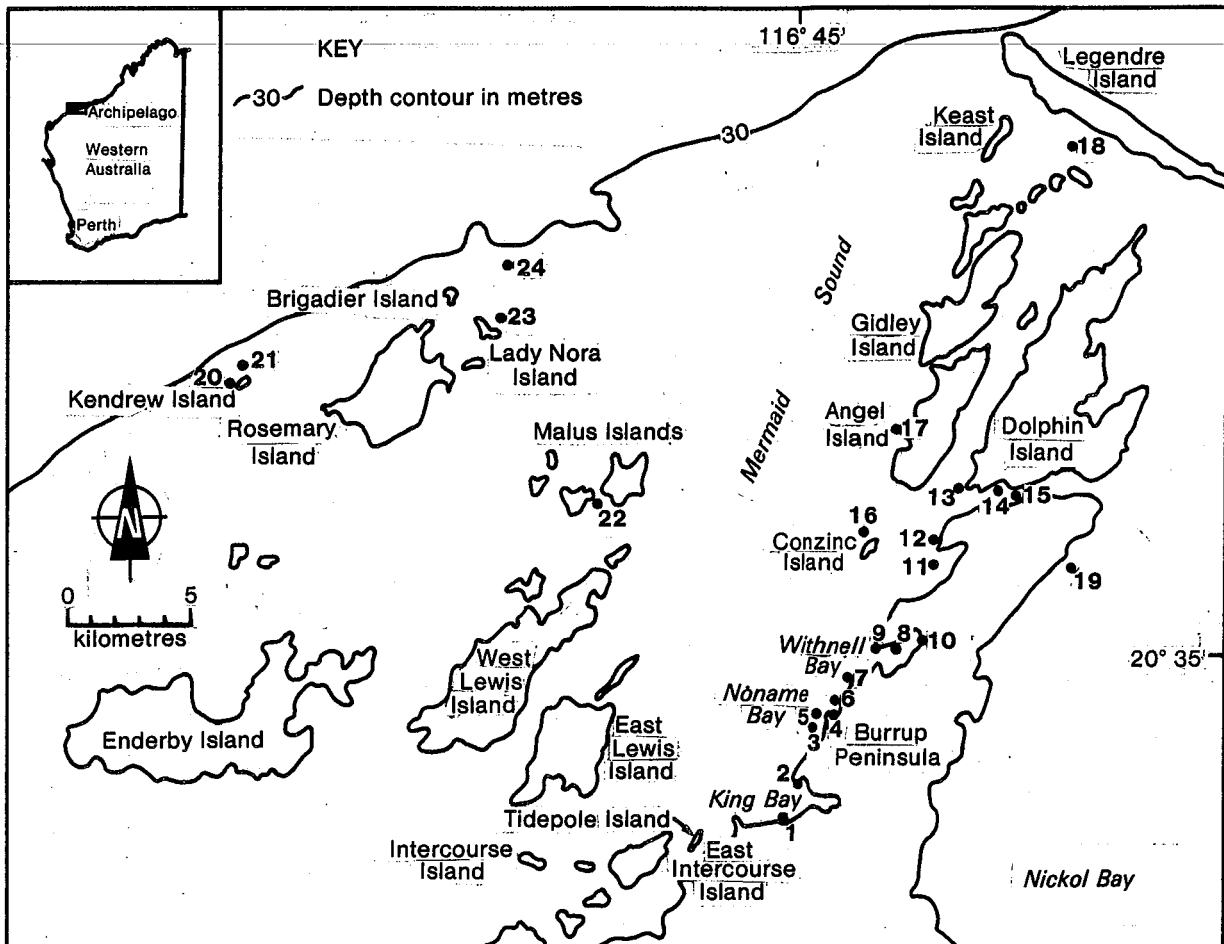 KEY
30 Depth contour in metres
Archipelago
Western
Australia
Perth
116° 45'
Legendre
Island
Keast
Island
30
18
24
Brigadier Island
23
Lady Nora
Island
21
20
Kendrew Island
Rosemary
Island
Sound
Mermaid
Gidley
Island
Angel
Island
17
Dolphin
Island
Malus Islands
22
13
14
15
16
Conzinc
Island
12
11
19
N
0 5
kilometres
9
8
10
Withnell
Bay
7
20° 35'
6
Noname
Bay
5
4
3
Burrup
Peninsula
West
Lewis
Island
East
Lewis
Island
Enderby Island
2
King Bay
1
Tidepole Island
Intercourse
Island
East
Intercourse
Island
Nickol Bay